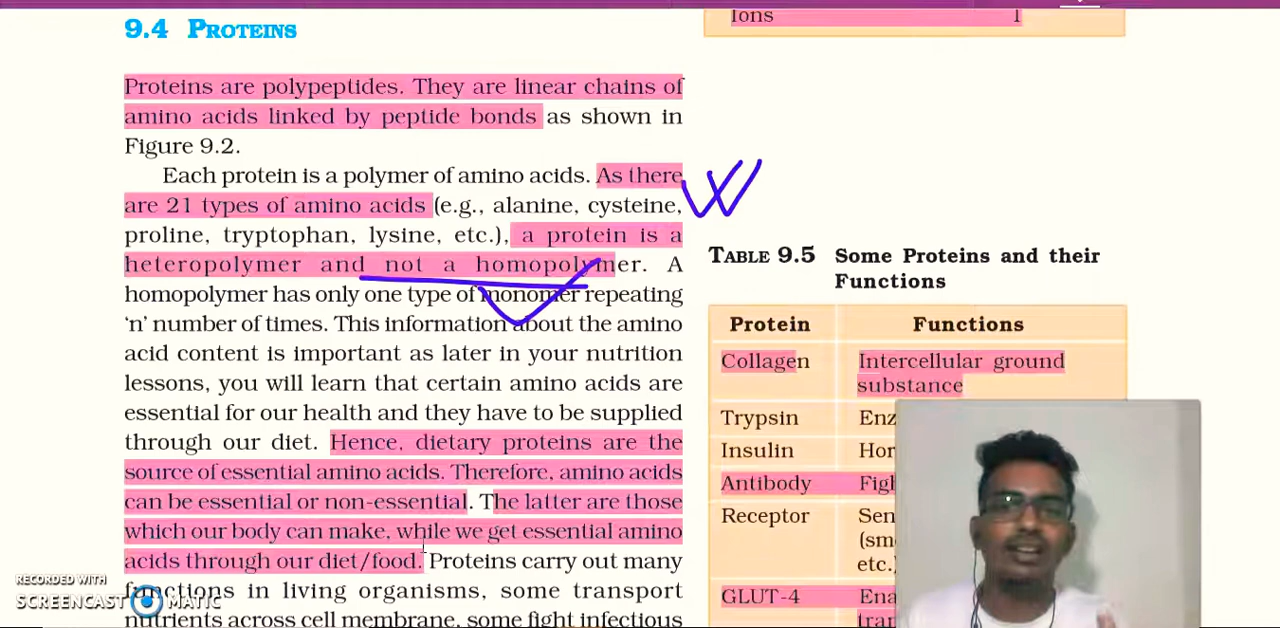 9.4 PROTEINS
Proteins are polypeptides. They are linear chains of
amino acids linked by peptide bonds as shown in
Figure 9.2.
Each protein is a polymer of amino acids. As there
are 21 types of amino acids (e.g., alanine, cysteine,
proline, tryptophan, lysine, etc.), a protein is a
heteropolymer and not a homopolymer. A
homopolymer has only one type of monomer repeating
'n' number of times. This information about the amino
acid content is important as later in your nutrition
lessons, you will learn that certain amino acids are
essential for our health and they have to be supplied
through our diet. Hence, dietary proteins are the
source of essential amino acids. Therefore, amino acids
can be essential or non-essential. The latter are those
which our body can make, while we get essential amino
acids through our diet/food. Proteins carry out many
functions in living organisms, some transport
nutrients across cell membrane, some fight infectious
Ions 1
TABLE 9.5 Some Proteins and their
Functions
Protein Functions
Collagen Intercellular ground
substance
Trypsin
Insulin
Antibody
Receptor
etc.
GLUT-4
RECORDED WITH
SCREENCAST MATIC